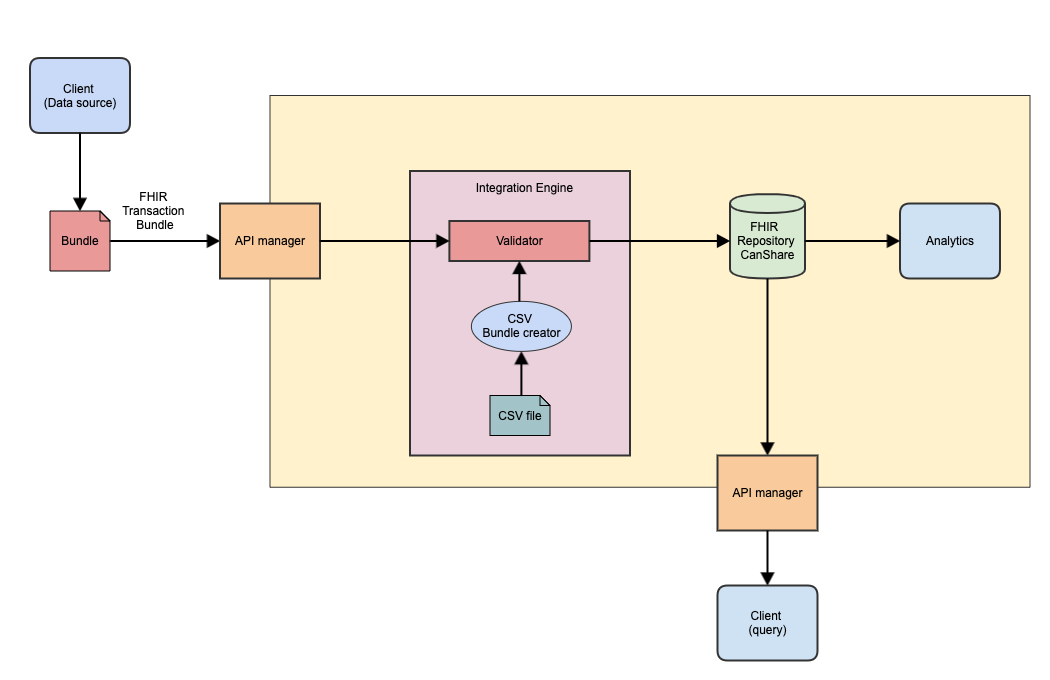 Client
(Data source)
FHIR
Transaction
Bundle
Bundle
API manager
Integration Engine
Validator
CSV
Bundle creator
CSV file
FHIR
Repository
CanShare
Analytics
API manager
Client
(query)